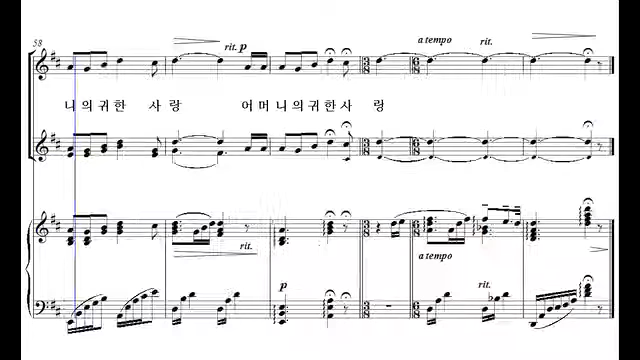 58
rit. p
a tempo rit.
니의귀한 사랑 어머니의귀한사 랑
rit.
a tempo
p
rit.